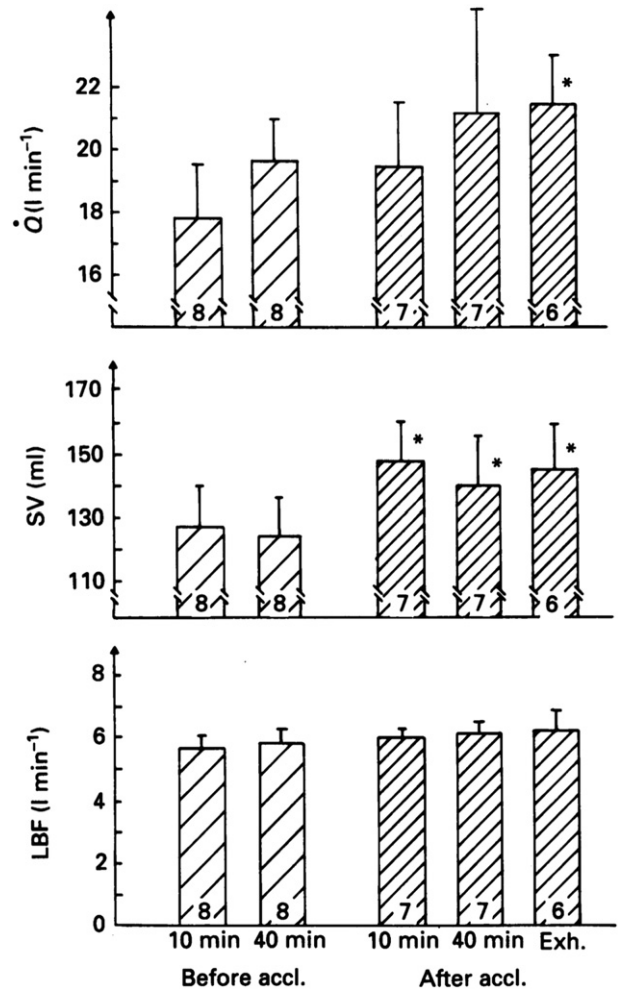 Q̇ (l min⁻¹)
22
20
18
16
8 8 7 7 6
*
SV (ml)
170
150
130
110
8 8 7 7 6
* * *
LBF (l min⁻¹)
8
6
4
2
0
8 8 7 7 6
10 min 40 min 10 min 40 min Exh.
Before accl. After accl.